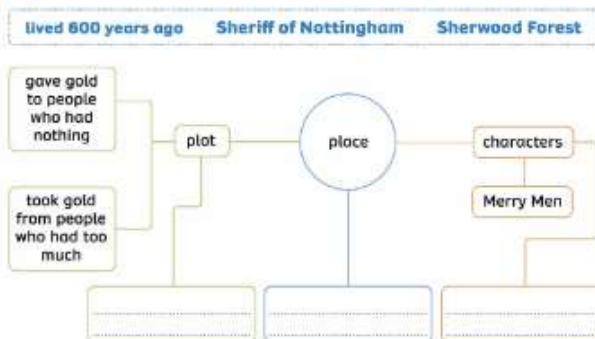 lived 600 years ago Sheriff of Nottingham Sherwood Forest
gave gold
to people
who had
nothing
plot
place
characters
took gold
from people
who had too
much
Merry Men